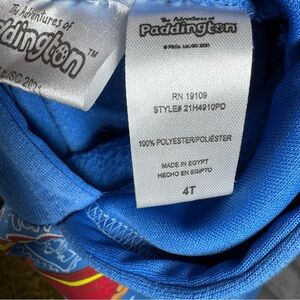 The Adventures of
Paddington™
The Adventures of
Paddington
RN 19109
STYLE# 21H4910PD
100% POLYESTER/POLIÉSTER
MADE IN EGYPT
HECHO EN EGIPTO
4T